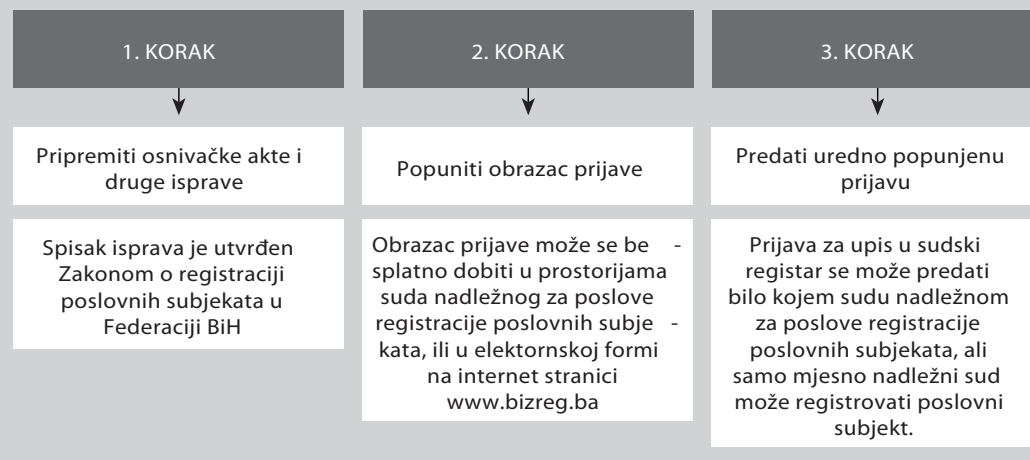 1. KORAK
Pripremiti osnivačke akte i
druge isprave
Spisak isprava je utvrđen
Zakonom o registraciji
poslovnih subjekata u
Federaciji BiH
2. KORAK
Popuniti obrazac prijave
Obrazac prijave može se be -
splatno dobiti u prostorijama
suda nadležnog za poslove
registracije poslovnih subje -
kata, ili u elektornskoj formi
na internet stranici
www.bizreg.ba
3. KORAK
Predati uredno popunjenu
prijavu
Prijava za upis u sudski
registar se može predati
bilo kojem sudu nadležnom
za poslove registracije
poslovnih subjekata, ali
samo mjesno nadležni sud
može registrovati poslovni
subjekt.